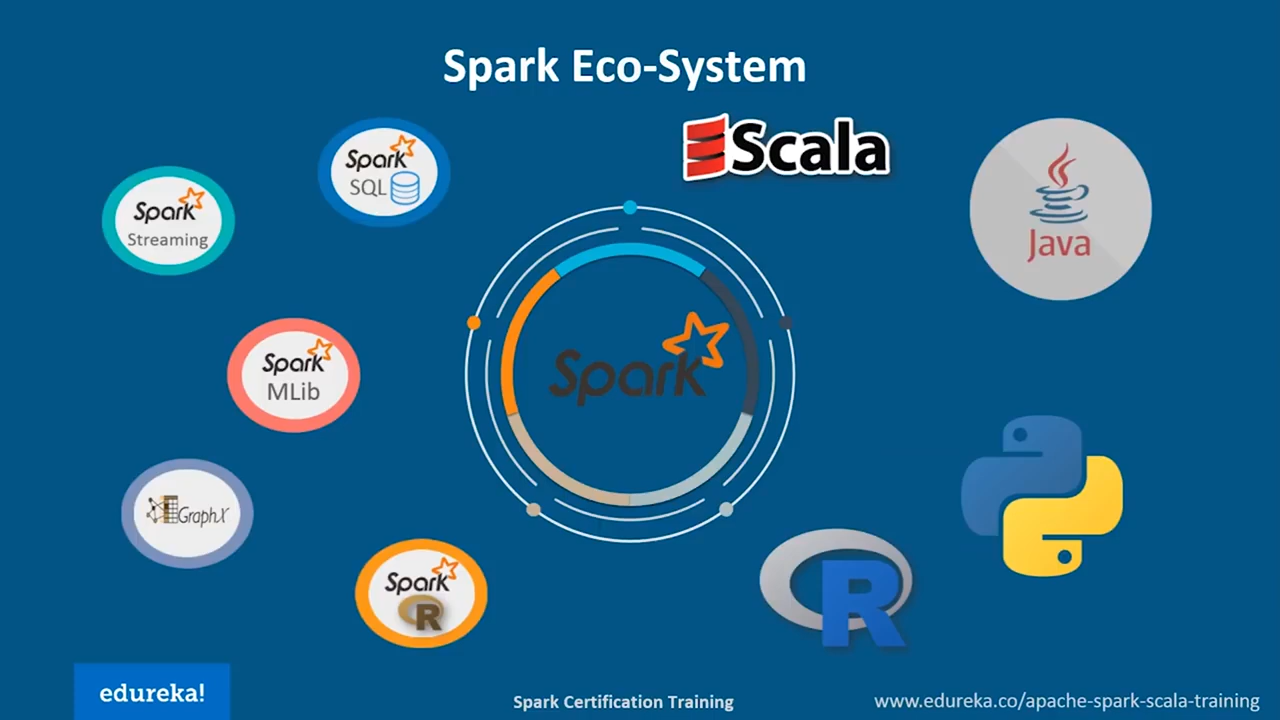 Spark Eco-System
Spark
SQL
Scala
Spark
Streaming
Java
Spark
MLib
Spark
GraphX
Spark
R
R
edureka!
Spark Certification Training
www.edureka.co/apache-spark-scala-training